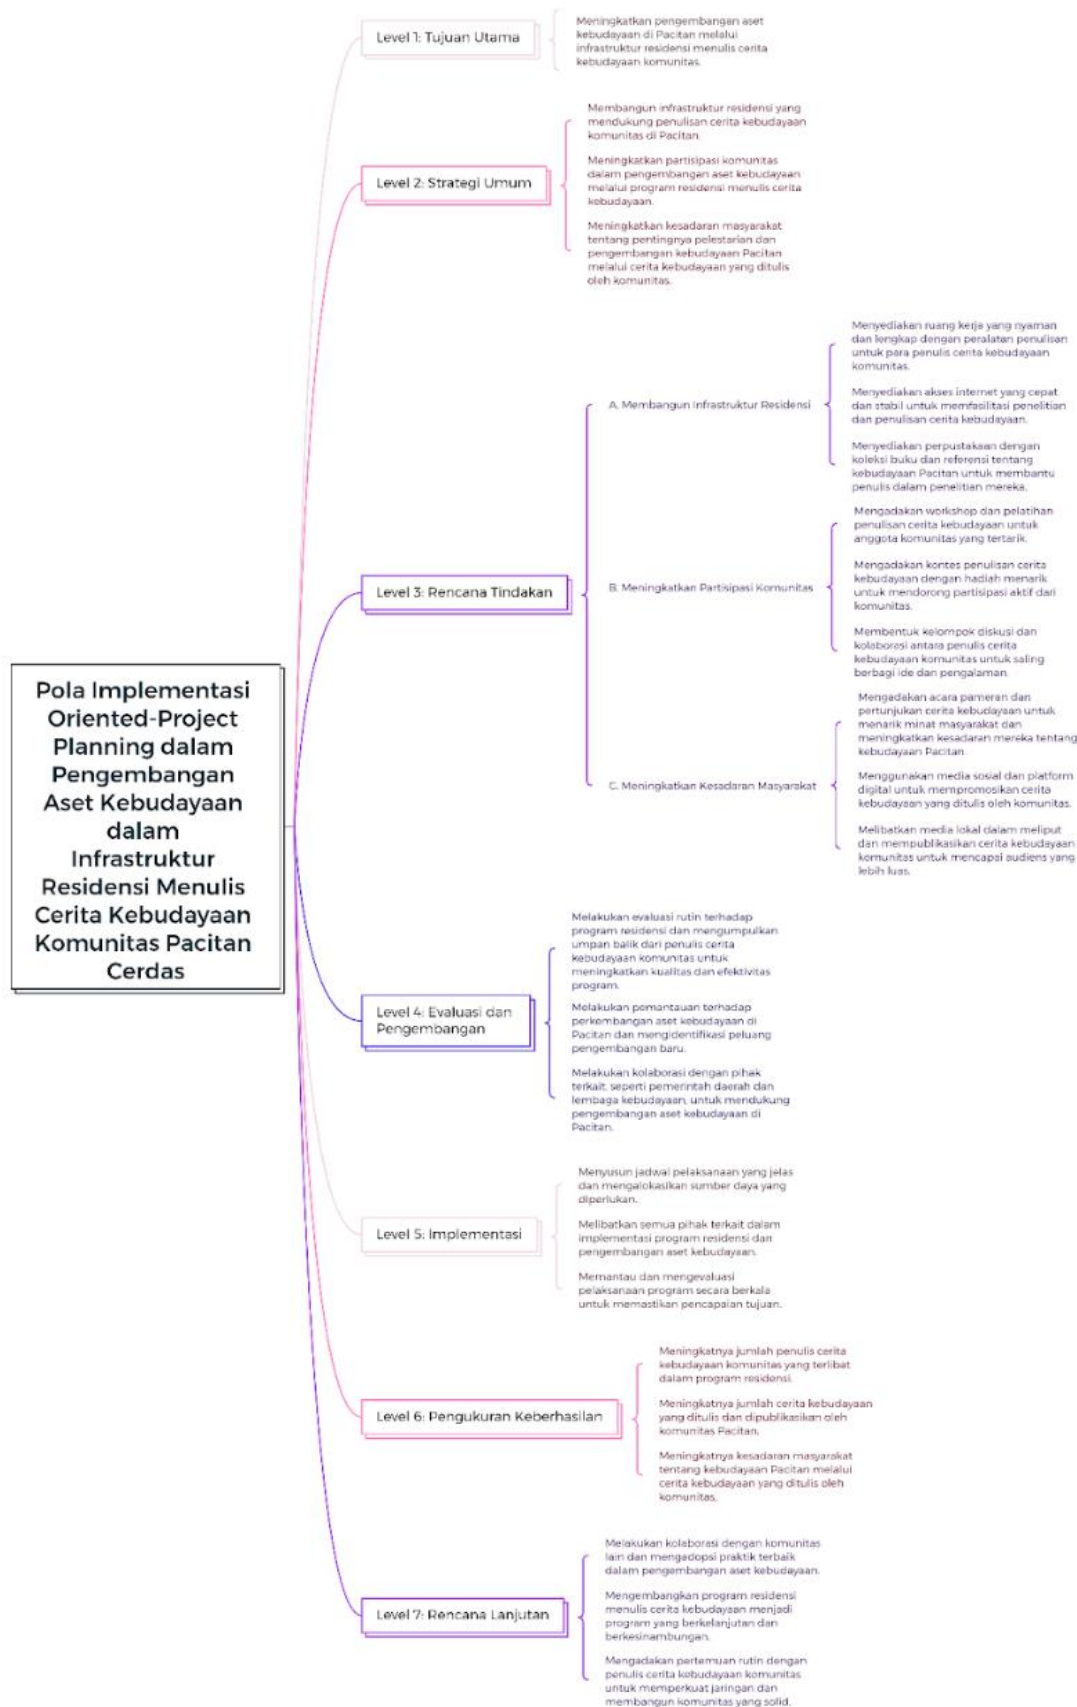 Pola Implementasi
Oriented-Project
Planning dalam
Pengembangan
Aset Kebudayaan
dalam
Infrastruktur
Residensi Menulis
Cerita Kebudayaan
Komunitas Pacitan
Cerdas
Level 1: Tujuan Utama
Meningkatkan pengembangan aset
kebudayaan di Pacitan melalui
infrastruktur residensi menulis cerita
kebudayaan komunitas.
Level 2: Strategi Umum
Membangun infrastruktur residensi yang
mendukung penulisan cerita kebudayaan
komunitas di Pacitan.
Meningkatkan partisipasi komunitas
dalam pengembangan aset kebudayaan
melalui program residensi menulis cerita
kebudayaan.
Meningkatkan kesadaran masyarakat
tentang pentingnya pelestarian dan
pengembangan kebudayaan Pacitan
melalui cerita kebudayaan yang ditulis
oleh komunitas.
Level 3: Rencana Tindakan
A. Membangun Infrastruktur Residensi
Menyediakan ruang kerja yang nyaman
dan lengkap dengan peralatan penulisan
untuk para penulis cerita kebudayaan
komunitas.
Menyediakan akses internet yang cepat
dan stabil untuk memfasilitasi penelitian
dan penulisan cerita kebudayaan.
Menyediakan perpustakaan dengan
koleksi buku dan referensi tentang
kebudayaan Pacitan untuk membantu
penulis dalam penelitian mereka.
B. Meningkatkan Partisipasi Komunitas
Mengadakan workshop dan pelatihan
penulisan cerita kebudayaan untuk
anggota komunitas yang tertarik.
Mengadakan kontes penulisan cerita
kebudayaan dengan hadiah menarik
untuk mendorong partisipasi aktif dari
komunitas.
Membentuk kelompok diskusi dan
kolaborasi antara penulis cerita
kebudayaan komunitas untuk saling
berbagi ide dan pengalaman.
C. Meningkatkan Kesadaran Masyarakat
Mengadakan acara pameran dan
pertunjukan cerita kebudayaan untuk
menarik minat masyarakat dan
meningkatkan kesadaran mereka tentang
kebudayaan Pacitan.
Menggunakan media sosial dan platform
digital untuk mempromosikan cerita
kebudayaan yang ditulis oleh komunitas.
Melibatkan media lokal dalam meliput
dan mempublikasikan cerita kebudayaan
komunitas untuk mencapai audiens yang
lebih luas.
Level 4: Evaluasi dan
Pengembangan
Melakukan evaluasi rutin terhadap
program residensi dan mengumpulkan
umpan balik dari penulis cerita
kebudayaan komunitas untuk
meningkatkan kualitas dan efektivitas
program.
Melakukan pemantauan terhadap
perkembangan aset kebudayaan di
Pacitan dan mengidentifikasi peluang
pengembangan baru.
Melakukan kolaborasi dengan pihak
terkait, seperti pemerintah daerah dan
lembaga kebudayaan, untuk mendukung
pengembangan aset kebudayaan di
Pacitan.
Level 5: Implementasi
Menyusun jadwal pelaksanaan yang jelas
dan mengalokasikan sumber daya yang
diperlukan.
Melibatkan semua pihak terkait dalam
implementasi program residensi dan
pengembangan aset kebudayaan.
Memantau dan mengevaluasi
pelaksanaan program secara berkala
untuk memastikan pencapaian tujuan.
Level 6: Pengukuran Keberhasilan
Meningkatnya jumlah penulis cerita
kebudayaan komunitas yang terlibat
dalam program residensi.
Meningkatnya jumlah cerita kebudayaan
yang ditulis dan dipublikasikan oleh
komunitas Pacitan.
Meningkatnya kesadaran masyarakat
tentang kebudayaan Pacitan melalui
cerita kebudayaan yang ditulis oleh
komunitas.
Level 7: Rencana Lanjutan
Melakukan kolaborasi dengan komunitas
lain dan mengadopsi praktik terbaik
dalam pengembangan aset kebudayaan.
Mengembangkan program residensi
menulis cerita kebudayaan menjadi
program yang berkelanjutan dan
berkesinambungan.
Mengadakan pertemuan rutin dengan
penulis cerita kebudayaan komunitas
untuk memperkuat jaringan dan
membangun komunitas yang solid.